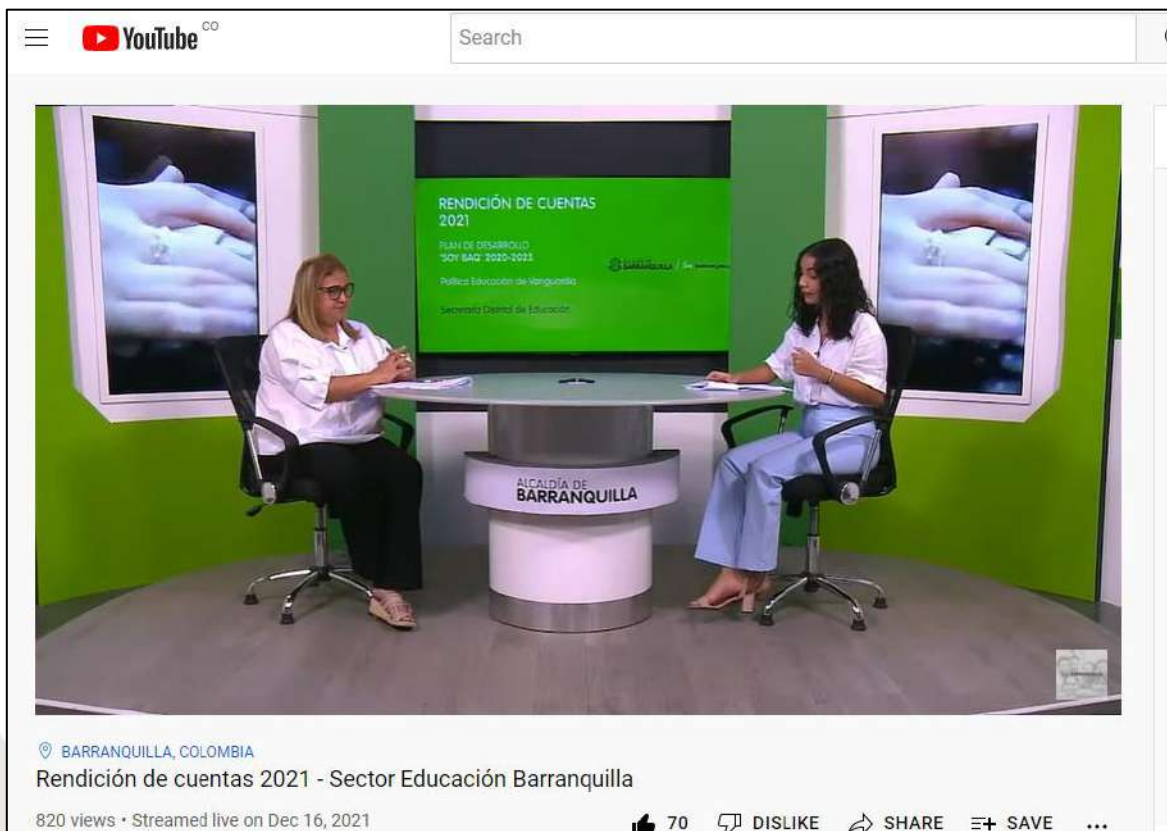 YouTube CO
Search
RENDICIÓN DE CUENTAS
2021
PLAN DE DESARROLLO
'SOY BAQ' 2020-2023
Política Educación de Vanguardia
Secretaría Distrital de Educación
BARRANQUILLA
ALCALDÍA DE
BARRANQUILLA
BARRANQUILLA, COLOMBIA
Rendición de cuentas 2021 - Sector Educación Barranquilla
820 views • Streamed live on Dec 16, 2021
70 DISLIKE SHARE SAVE ...